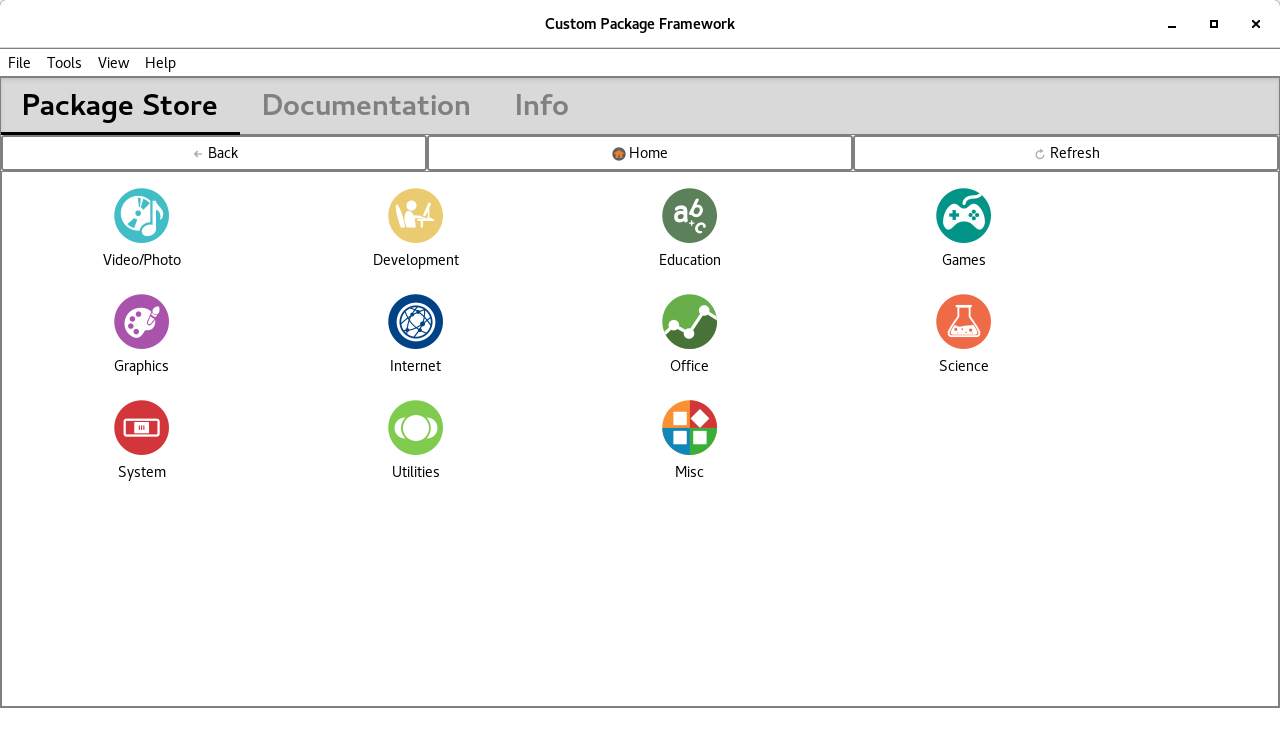 Custom Package Framework
File Tools View Help
Package Store Documentation Info
Back Home Refresh
Video/Photo Development Education Games
Graphics Internet Office Science
System Utilities Misc